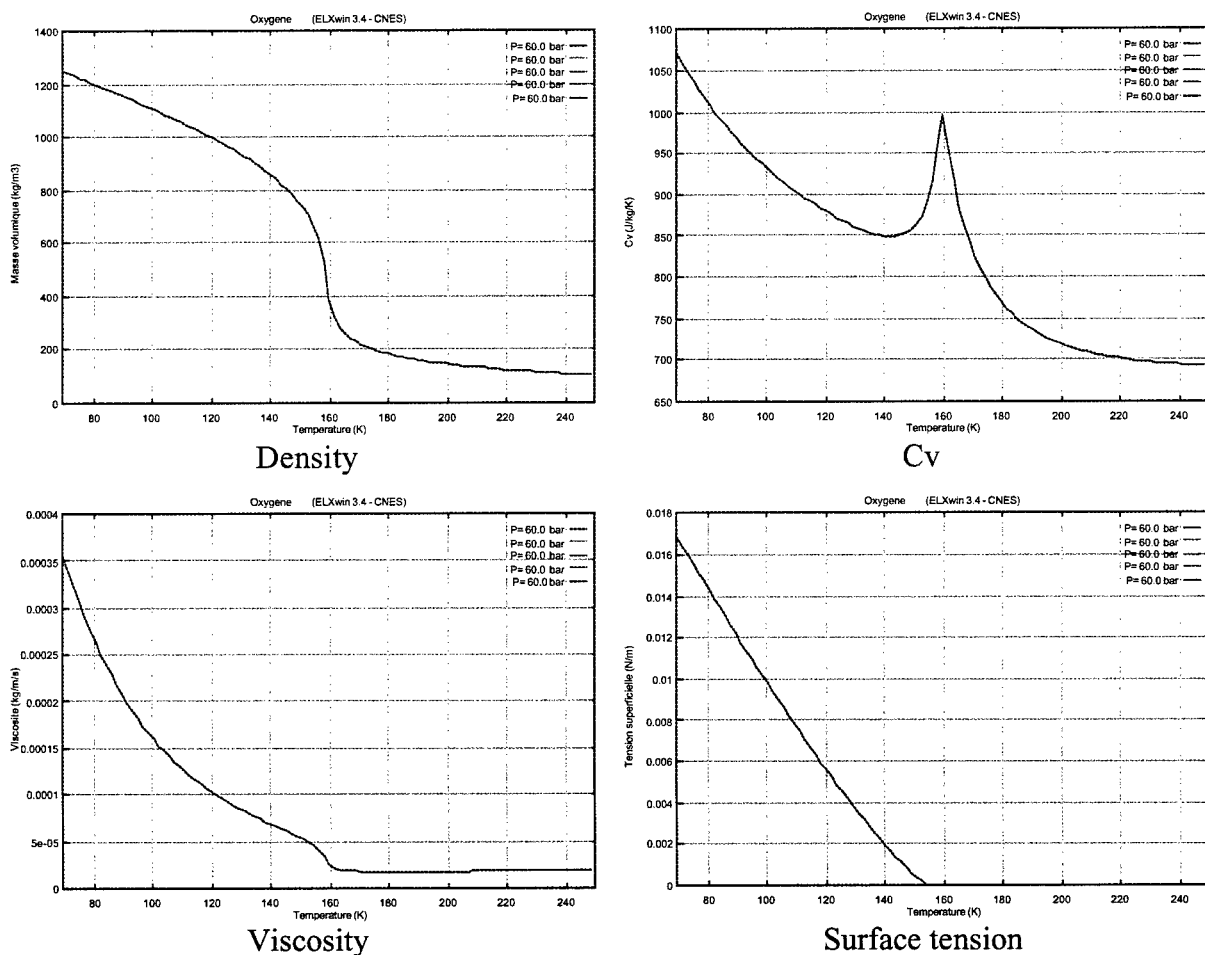 Oxygene (ELXwin 3.4 - CNES)
1400
1200
1000
800
600
400
200
0
Masse volumique (kg/m3)
P= 60.0 bar
P= 60.0 bar
P= 60.0 bar
P= 60.0 bar
P= 60.0 bar
80 100 120 140 160 180 200 220 240
Temperature (K)
Density
Oxygene (ELXwin 3.4 - CNES)
1100
1050
1000
950
900
850
800
750
700
650
Cv (J/kg/K)
P= 60.0 bar
P= 60.0 bar
P= 60.0 bar
P= 60.0 bar
P= 60.0 bar
80 100 120 140 160 180 200 220 240
Temperature (K)
Cv
Oxygene (ELXwin 3.4 - CNES)
0.0004
0.00035
0.0003
0.00025
0.0002
0.00015
0.0001
5e-05
0
Viscosite (kg/m/s)
P= 60.0 bar
P= 60.0 bar
P= 60.0 bar
P= 60.0 bar
P= 60.0 bar
80 100 120 140 160 180 200 220 240
Temperature (K)
Viscosity
Oxygene (ELXwin 3.4 - CNES)
0.018
0.016
0.014
0.012
0.01
0.008
0.006
0.004
0.002
0
Tension superficielle (N/m)
P= 60.0 bar
P= 60.0 bar
P= 60.0 bar
P= 60.0 bar
P= 60.0 bar
80 100 120 140 160 180 200 220 240
Temperature (K)
Surface tension